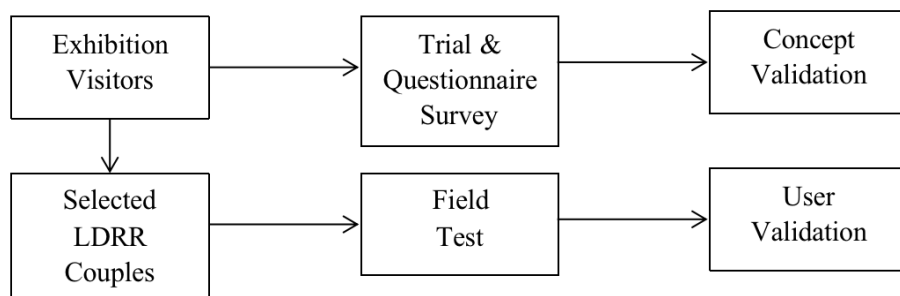 Exhibition
Visitors
Trial &
Questionnaire
Survey
Concept
Validation
Selected
LDRR
Couples
Field
Test
User
Validation